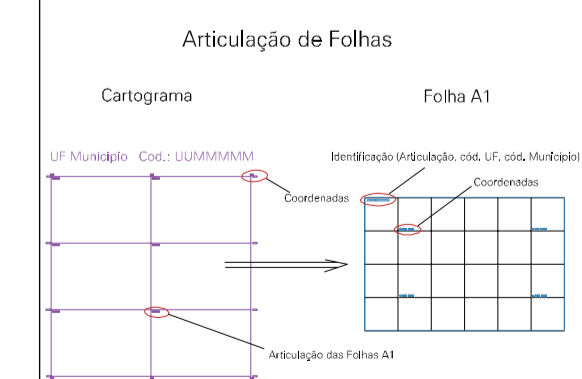 Articulação de Folhas
Cartograma
Folha A1
UF Municipio Cod.: UUMMMMM
Identificação (Articulação, cód. UF, cód. Município)
Coordenadas
Coordenadas
Articulação das Folhas A1